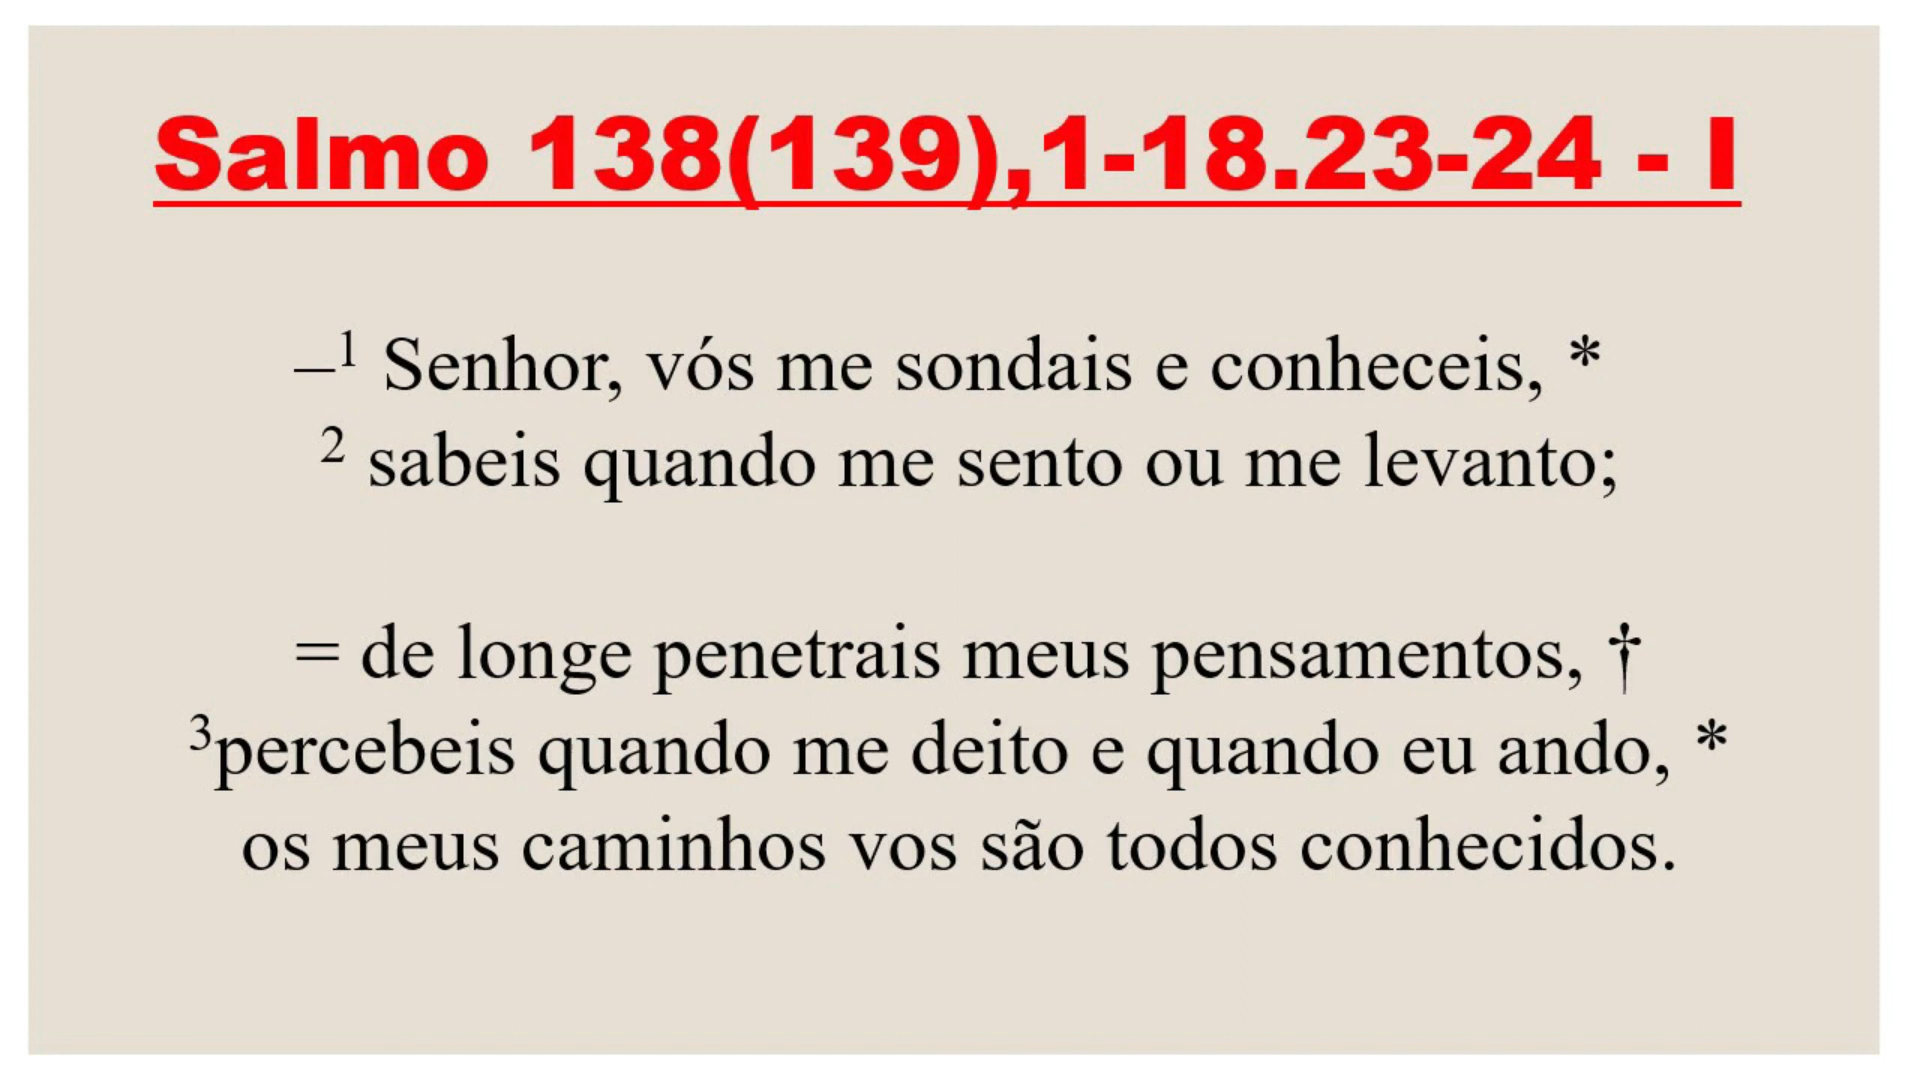 Salmo 138(139),1-18.23-24 - I
–¹ Senhor, vós me sondais e conheceis, *
² sabeis quando me sento ou me levanto;
= de longe penetrais meus pensamentos, †
³percebeis quando me deito e quando eu ando, *
os meus caminhos vos são todos conhecidos.